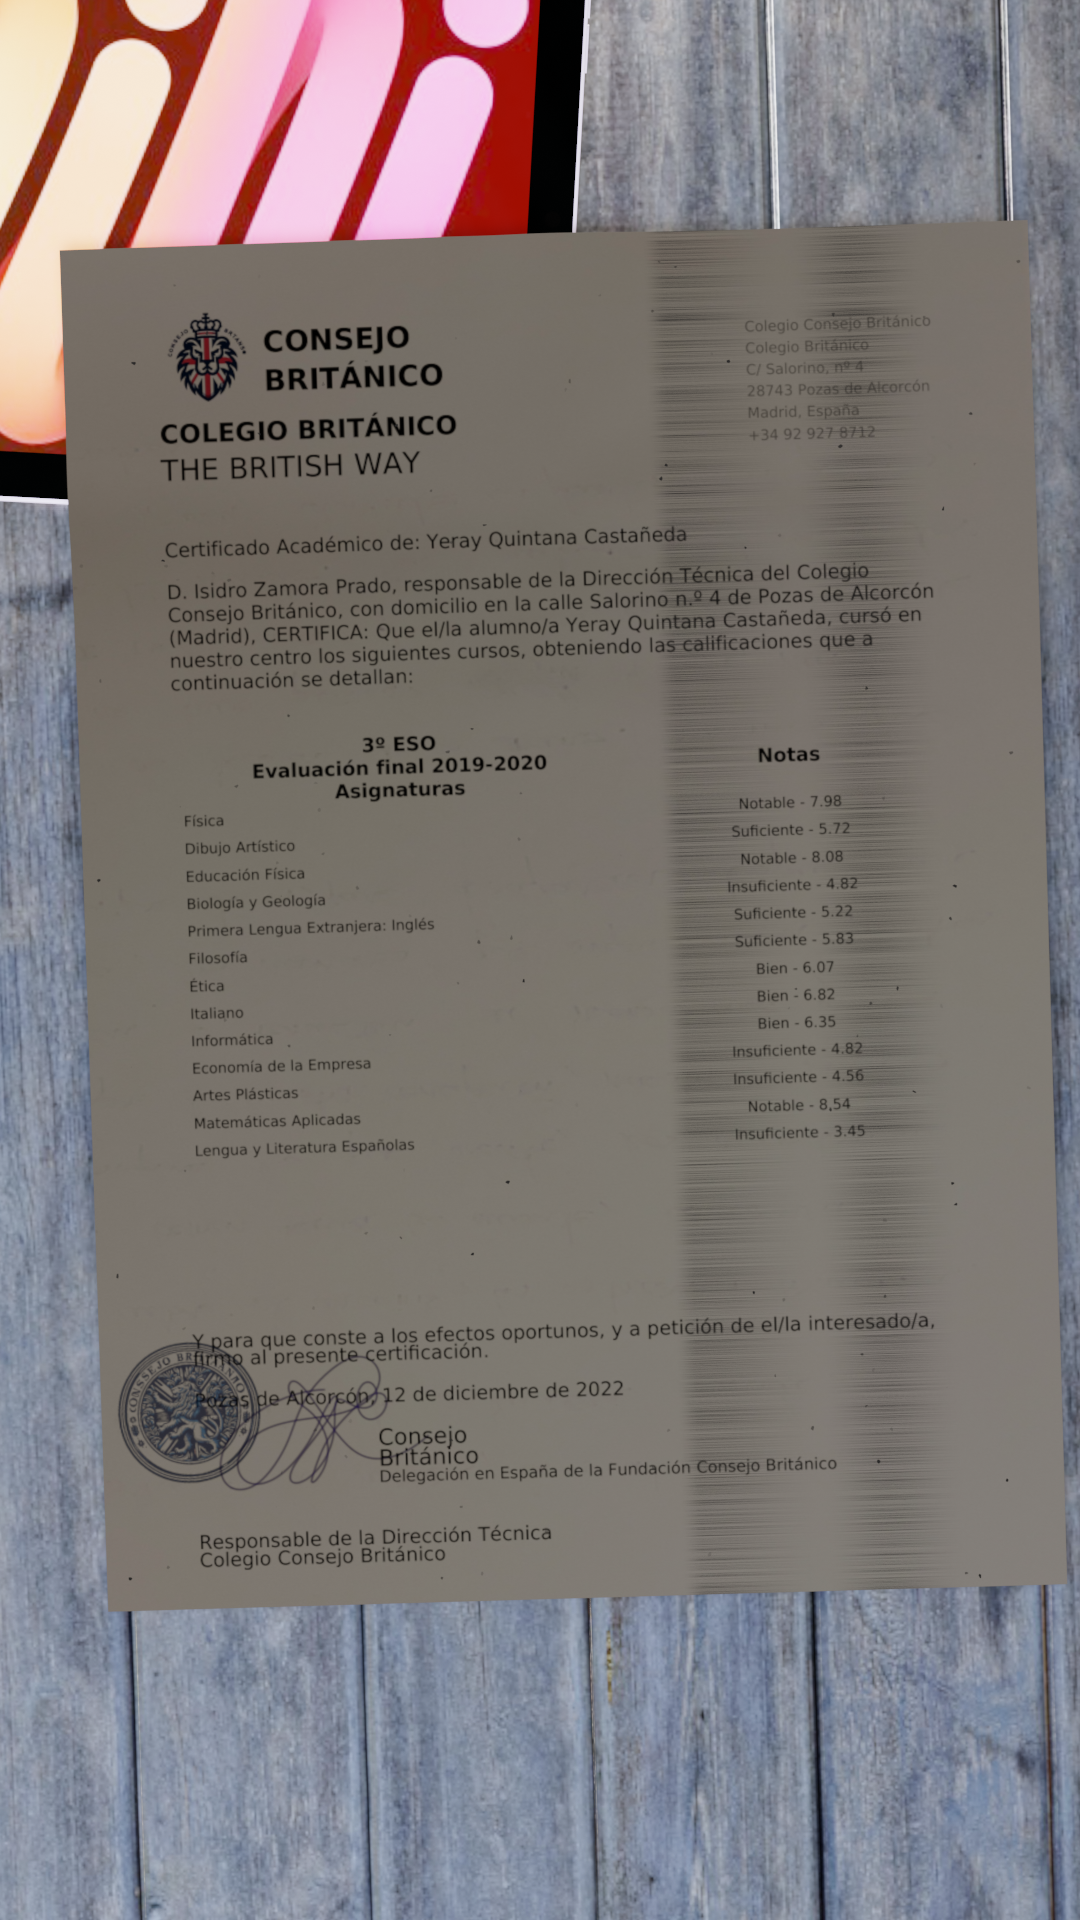 CONSEJO
BRITÁNICO
COLEGIO BRITÁNICO
THE BRITISH WAY
Colegio Consejo Británico
Colegio Británico
C/ Salorino, nº 4
28743 Pozas de Alcorcón
Madrid, España
+34 92 927 8712
Certificado Académico de: Yeray Quintana Castañeda
D. Isidro Zamora Prado, responsable de la Dirección Técnica del Colegio
Consejo Británico, con domicilio en la calle Salorino n.º 4 de Pozas de Alcorcón
(Madrid), CERTIFICA: Que el/la alumno/a Yeray Quintana Castañeda, cursó en
nuestro centro los siguientes cursos, obteniendo las calificaciones que a
continuación se detallan:
3º ESO
Evaluación final 2019-2020
Asignaturas
Notas
Física Notable - 7.98
Dibujo Artístico Suficiente - 5.72
Educación Física Notable - 8.08
Biología y Geología Insuficiente - 4.82
Primera Lengua Extranjera: Inglés Suficiente - 5.22
Filosofía Suficiente - 5.83
Ética Bien - 6.07
Italiano Bien - 6.82
Informática Bien - 6.35
Economía de la Empresa Insuficiente - 4.82
Artes Plásticas Insuficiente - 4.56
Matemáticas Aplicadas Notable - 8.54
Lengua y Literatura Españolas Insuficiente - 3.45
Y para que conste a los efectos oportunos, y a petición de el/la interesado/a,
firmo al presente certificación.
Pozas de Alcorcón, 12 de diciembre de 2022
Consejo
Británico
Delegación en España de la Fundación Consejo Británico
Responsable de la Dirección Técnica
Colegio Consejo Británico